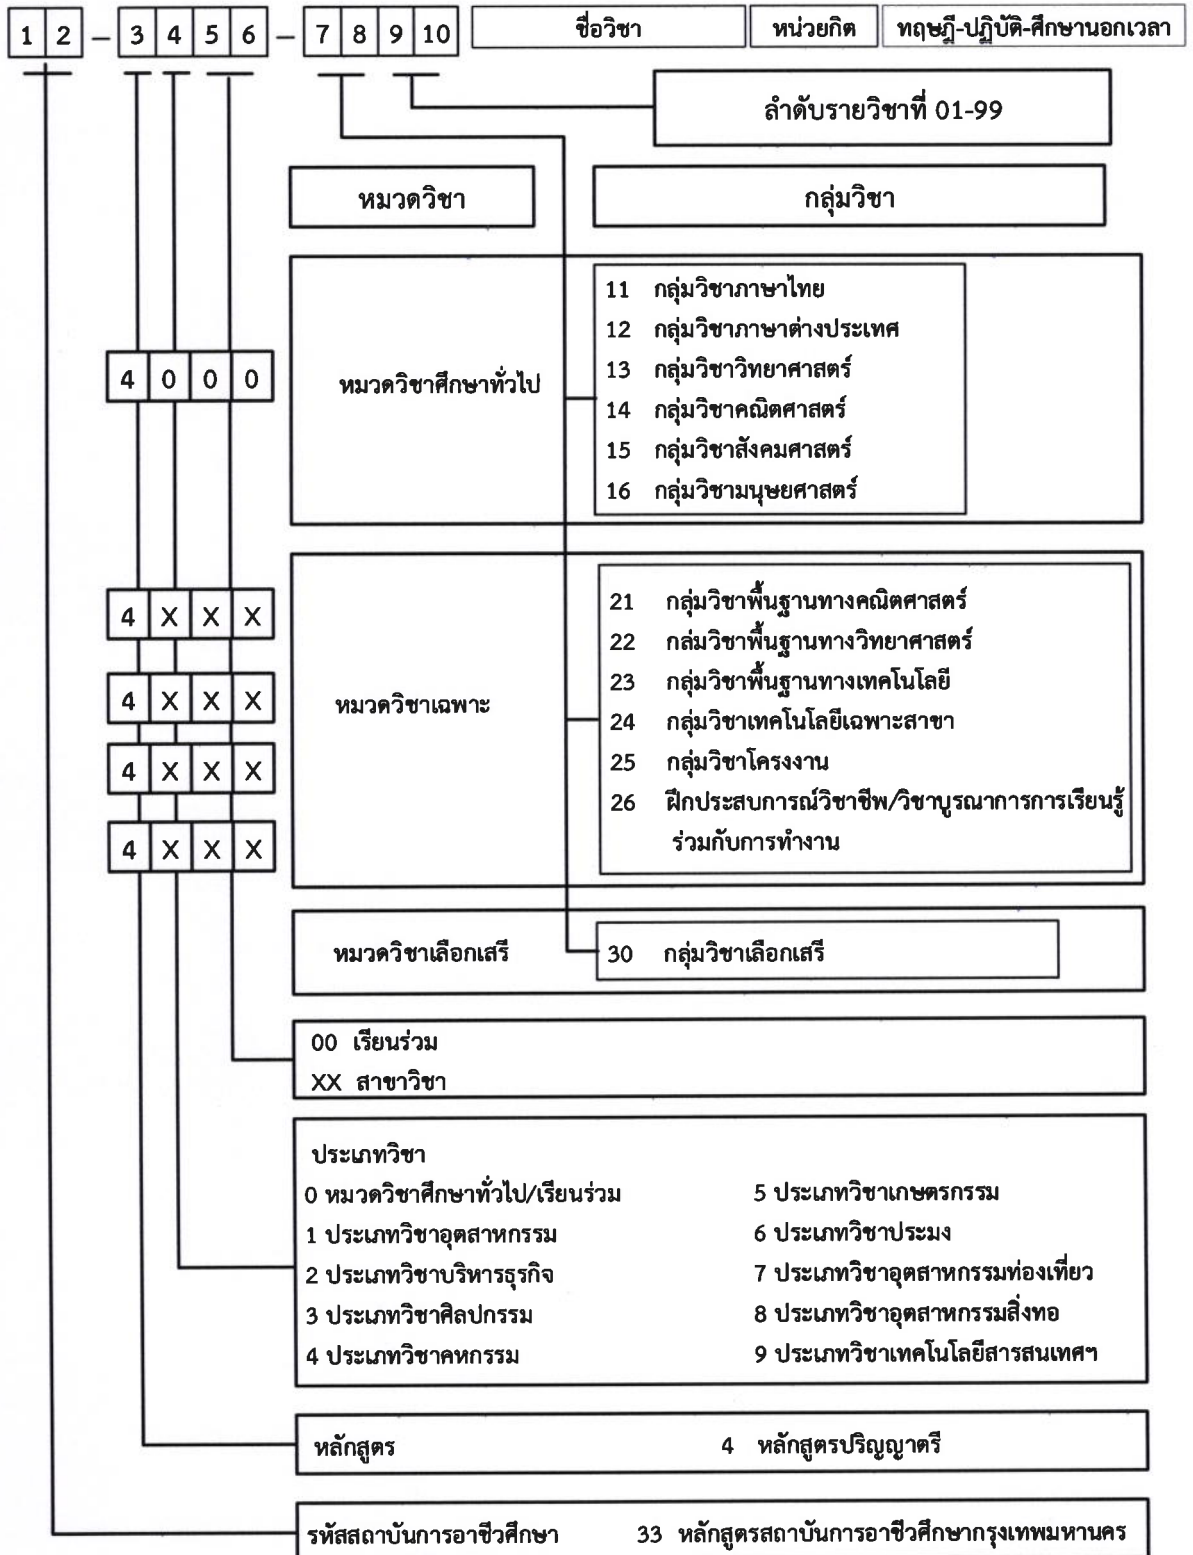 1 2 – 3 4 5 6 – 7 8 9 10 ชื่อวิชา หน่วยกิต ทฤษฎี-ปฏิบัติ-ศึกษานอกเวลา
ลำดับรายวิชาที่ 01-99
หมวดวิชา กลุ่มวิชา
11 กลุ่มวิชาภาษาไทย
12 กลุ่มวิชาภาษาต่างประเทศ
13 กลุ่มวิชาวิทยาศาสตร์
4 0 0 0 หมวดวิชาศึกษาทั่วไป
14 กลุ่มวิชาคณิตศาสตร์
15 กลุ่มวิชาสังคมศาสตร์
16 กลุ่มวิชามนุษยศาสตร์
21 กลุ่มวิชาพื้นฐานทางคณิตศาสตร์
4 X X X
22 กลุ่มวิชาพื้นฐานทางวิทยาศาสตร์
23 กลุ่มวิชาพื้นฐานทางเทคโนโลยี
4 X X X หมวดวิชาเฉพาะ
24 กลุ่มวิชาเทคโนโลยีเฉพาะสาขา
4 X X X
25 กลุ่มวิชาโครงงาน
26 ฝึกประสบการณ์วิชาชีพ/วิชาบูรณาการการเรียนรู้
4 X X X ร่วมกับการทำงาน
หมวดวิชาเลือกเสรี 30 กลุ่มวิชาเลือกเสรี
00 เรียนร่วม
XX สาขาวิชา
ประเภทวิชา
0 หมวดวิชาศึกษาทั่วไป/เรียนร่วม 5 ประเภทวิชาเกษตรกรรม
1 ประเภทวิชาอุตสาหกรรม 6 ประเภทวิชาประมง
2 ประเภทวิชาบริหารธุรกิจ 7 ประเภทวิชาอุตสาหกรรมท่องเที่ยว
3 ประเภทวิชาศิลปกรรม 8 ประเภทวิชาอุตสาหกรรมสิ่งทอ
4 ประเภทวิชาคหกรรม 9 ประเภทวิชาเทคโนโลยีสารสนเทศฯ
หลักสูตร 4 หลักสูตรปริญญาตรี
รหัสสถาบันการอาชีวศึกษา 33 หลักสูตรสถาบันการอาชีวศึกษากรุงเทพมหานคร